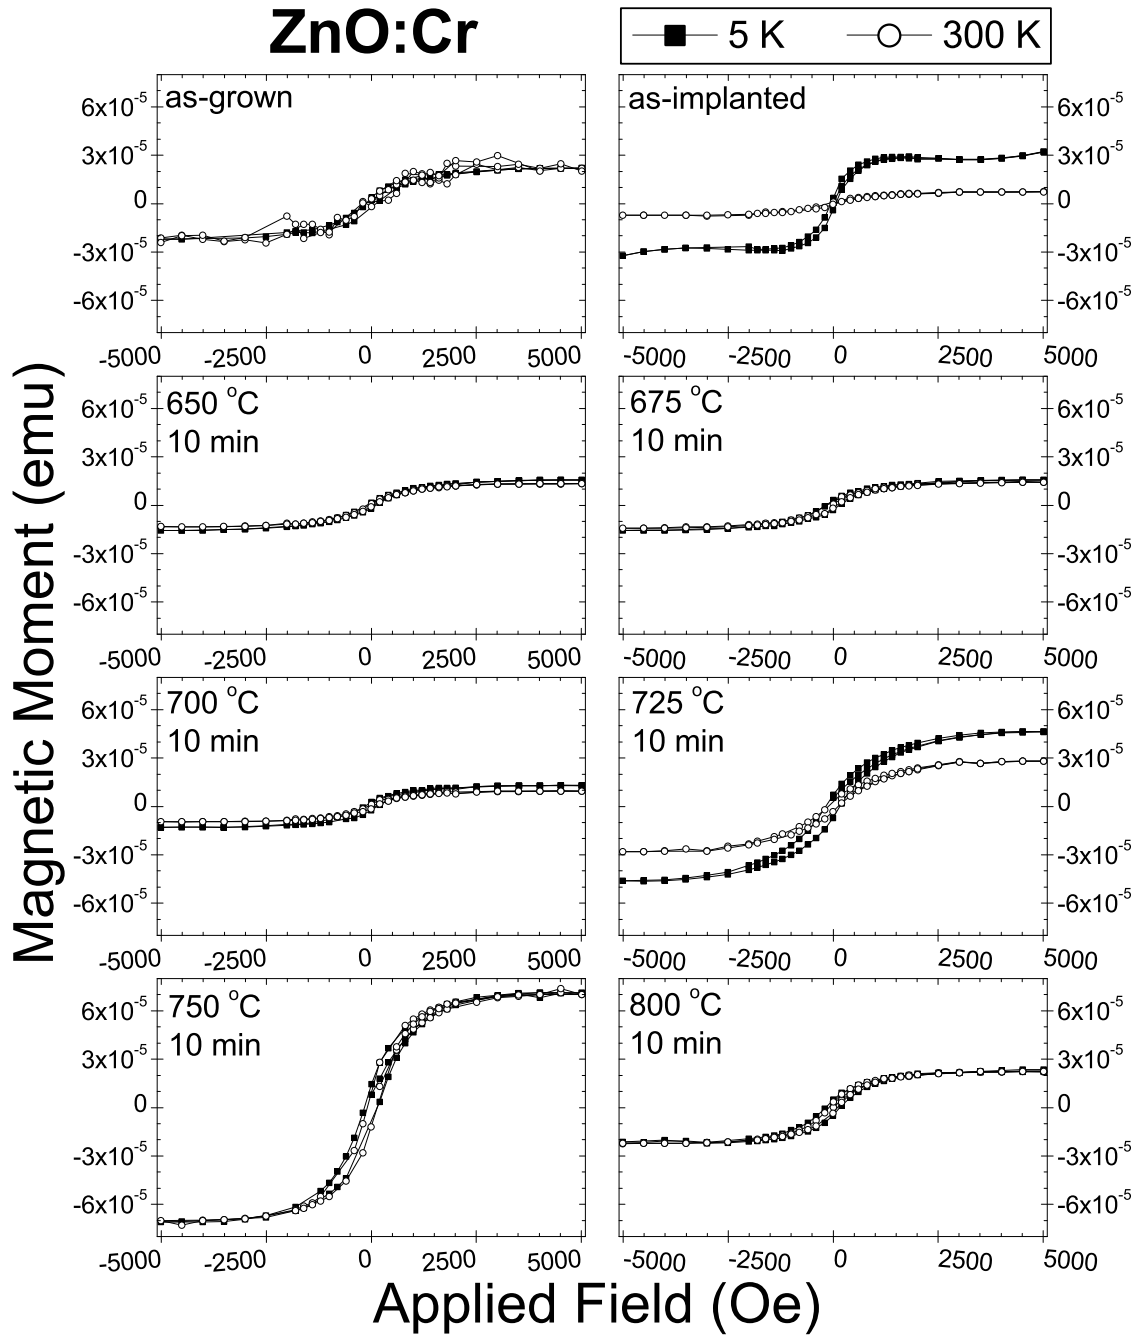 ZnO:Cr
5 K 300 K
as-grown
6x10⁻⁵
3x10⁻⁵
0
-3x10⁻⁵
-6x10⁻⁵
-5000 -2500 0 2500 5000
as-implanted
6x10⁻⁵
3x10⁻⁵
0
-3x10⁻⁵
-6x10⁻⁵
-5000 -2500 0 2500 5000
650 °C
10 min
6x10⁻⁵
3x10⁻⁵
0
-3x10⁻⁵
-6x10⁻⁵
-5000 -2500 0 2500 5000
675 °C
10 min
6x10⁻⁵
3x10⁻⁵
0
-3x10⁻⁵
-6x10⁻⁵
-5000 -2500 0 2500 5000
700 °C
10 min
6x10⁻⁵
3x10⁻⁵
0
-3x10⁻⁵
-6x10⁻⁵
-5000 -2500 0 2500 5000
725 °C
10 min
6x10⁻⁵
3x10⁻⁵
0
-3x10⁻⁵
-6x10⁻⁵
-5000 -2500 0 2500 5000
750 °C
10 min
6x10⁻⁵
3x10⁻⁵
0
-3x10⁻⁵
-6x10⁻⁵
-5000 -2500 0 2500 5000
800 °C
10 min
6x10⁻⁵
3x10⁻⁵
0
-3x10⁻⁵
-6x10⁻⁵
-5000 -2500 0 2500 5000
Magnetic Moment (emu)
Applied Field (Oe)